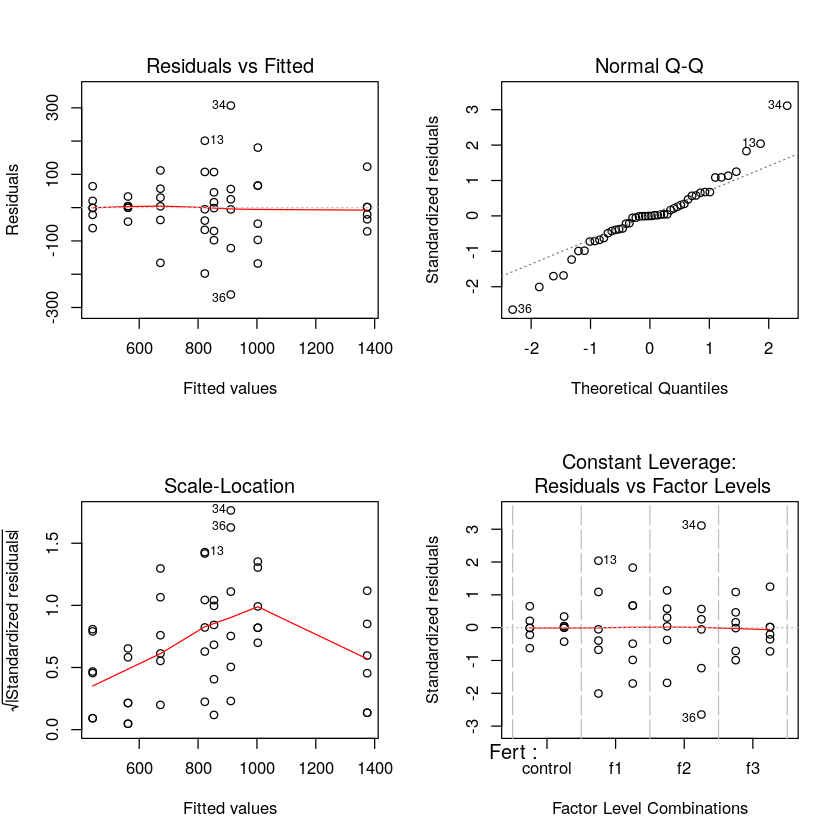 Residuals vs Fitted
Residuals
300
100
-100
-300
34
13
36
600 800 1000 1200 1400
Fitted values
Normal Q-Q
Standardized residuals
3
2
1
0
-1
-2
34
13
36
-2 -1 0 1 2
Theoretical Quantiles
Scale-Location
√|Standardized residuals|
1.5
1.0
0.5
0.0
34
36
13
600 800 1000 1200 1400
Fitted values
Constant Leverage:
Residuals vs Factor Levels
Standardized residuals
3
2
1
0
-1
-2
-3
34
13
36
Fert :
control f1 f2 f3
Factor Level Combinations